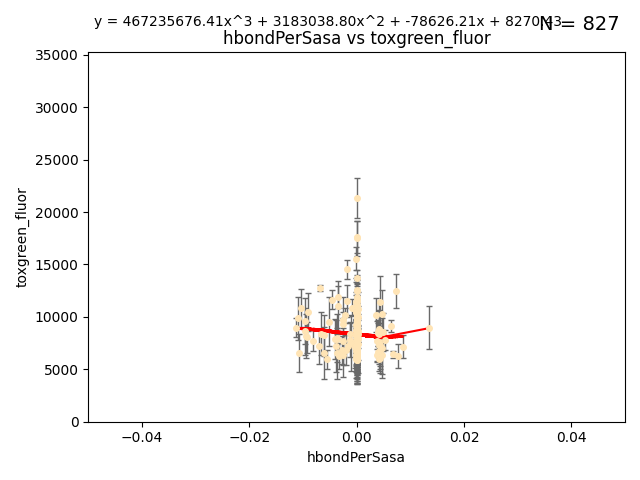 y = 467235676.41x^3 + 3183038.80x^2 + -78626.21x + 8270.43
N = 827
hbondPerSasa vs toxgreen_fluor
35000
30000
25000
20000
15000
10000
5000
0
toxgreen_fluor
−0.04
−0.02
0.00
0.02
0.04
hbondPerSasa